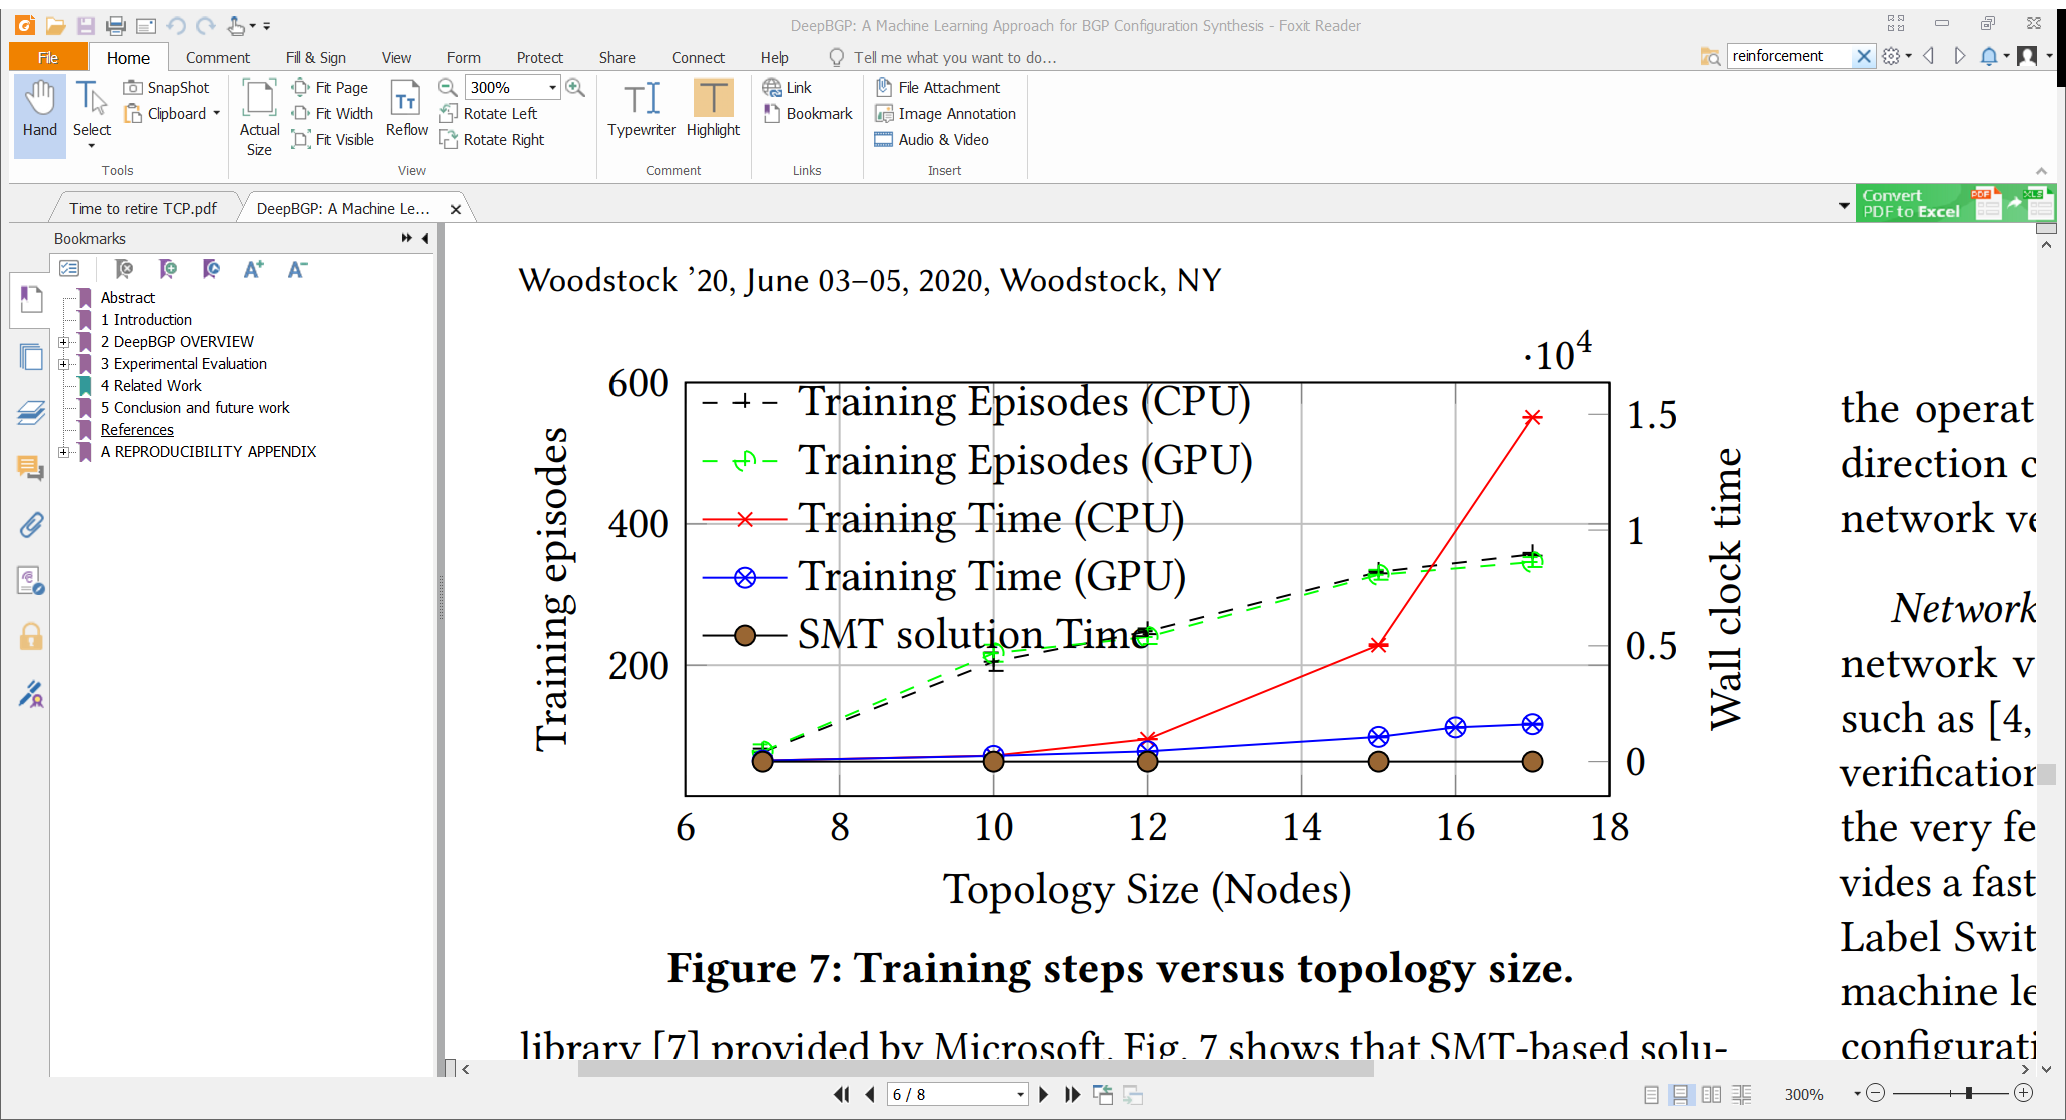 DeepBGP: A Machine Learning Approach for BGP Configuration Synthesis - Foxit Reader
File Home Comment Fill & Sign View Form Protect Share Connect Help Tell me what you want to do... reinforcement
Hand
Select
SnapShot
Clipboard
Tools
Actual Size
Fit Page
Fit Width
Fit Visible
Reflow
300%
Rotate Left
Rotate Right
View
Typewriter
Highlight
Comment
Link
Bookmark
Links
File Attachment
Image Annotation
Audio & Video
Insert
Time to retire TCP.pdf
DeepBGP: A Machine Le...
Convert
PDF to Excel
PDF
XLS
Bookmarks
Abstract
1 Introduction
2 DeepBGP OVERVIEW
3 Experimental Evaluation
4 Related Work
5 Conclusion and future work
References
A REPRODUCIBILITY APPENDIX
Woodstock ’20, June 03–05, 2020, Woodstock, NY
·10⁴
600
400
200
Training episodes
Training Episodes (CPU)
Training Episodes (GPU)
Training Time (CPU)
Training Time (GPU)
SMT solution Time
1.5
1
0.5
0
Wall clock time
6 8 10 12 14 16 18
Topology Size (Nodes)
Figure 7: Training steps versus topology size.
library [7] provided by Microsoft. Fig. 7 shows that SMT-based solu-
the operat
direction c
network ve
Network
network v
such as [4,
verification
the very fe
vides a fast
Label Swit
machine le
configurati
6 / 8
300%